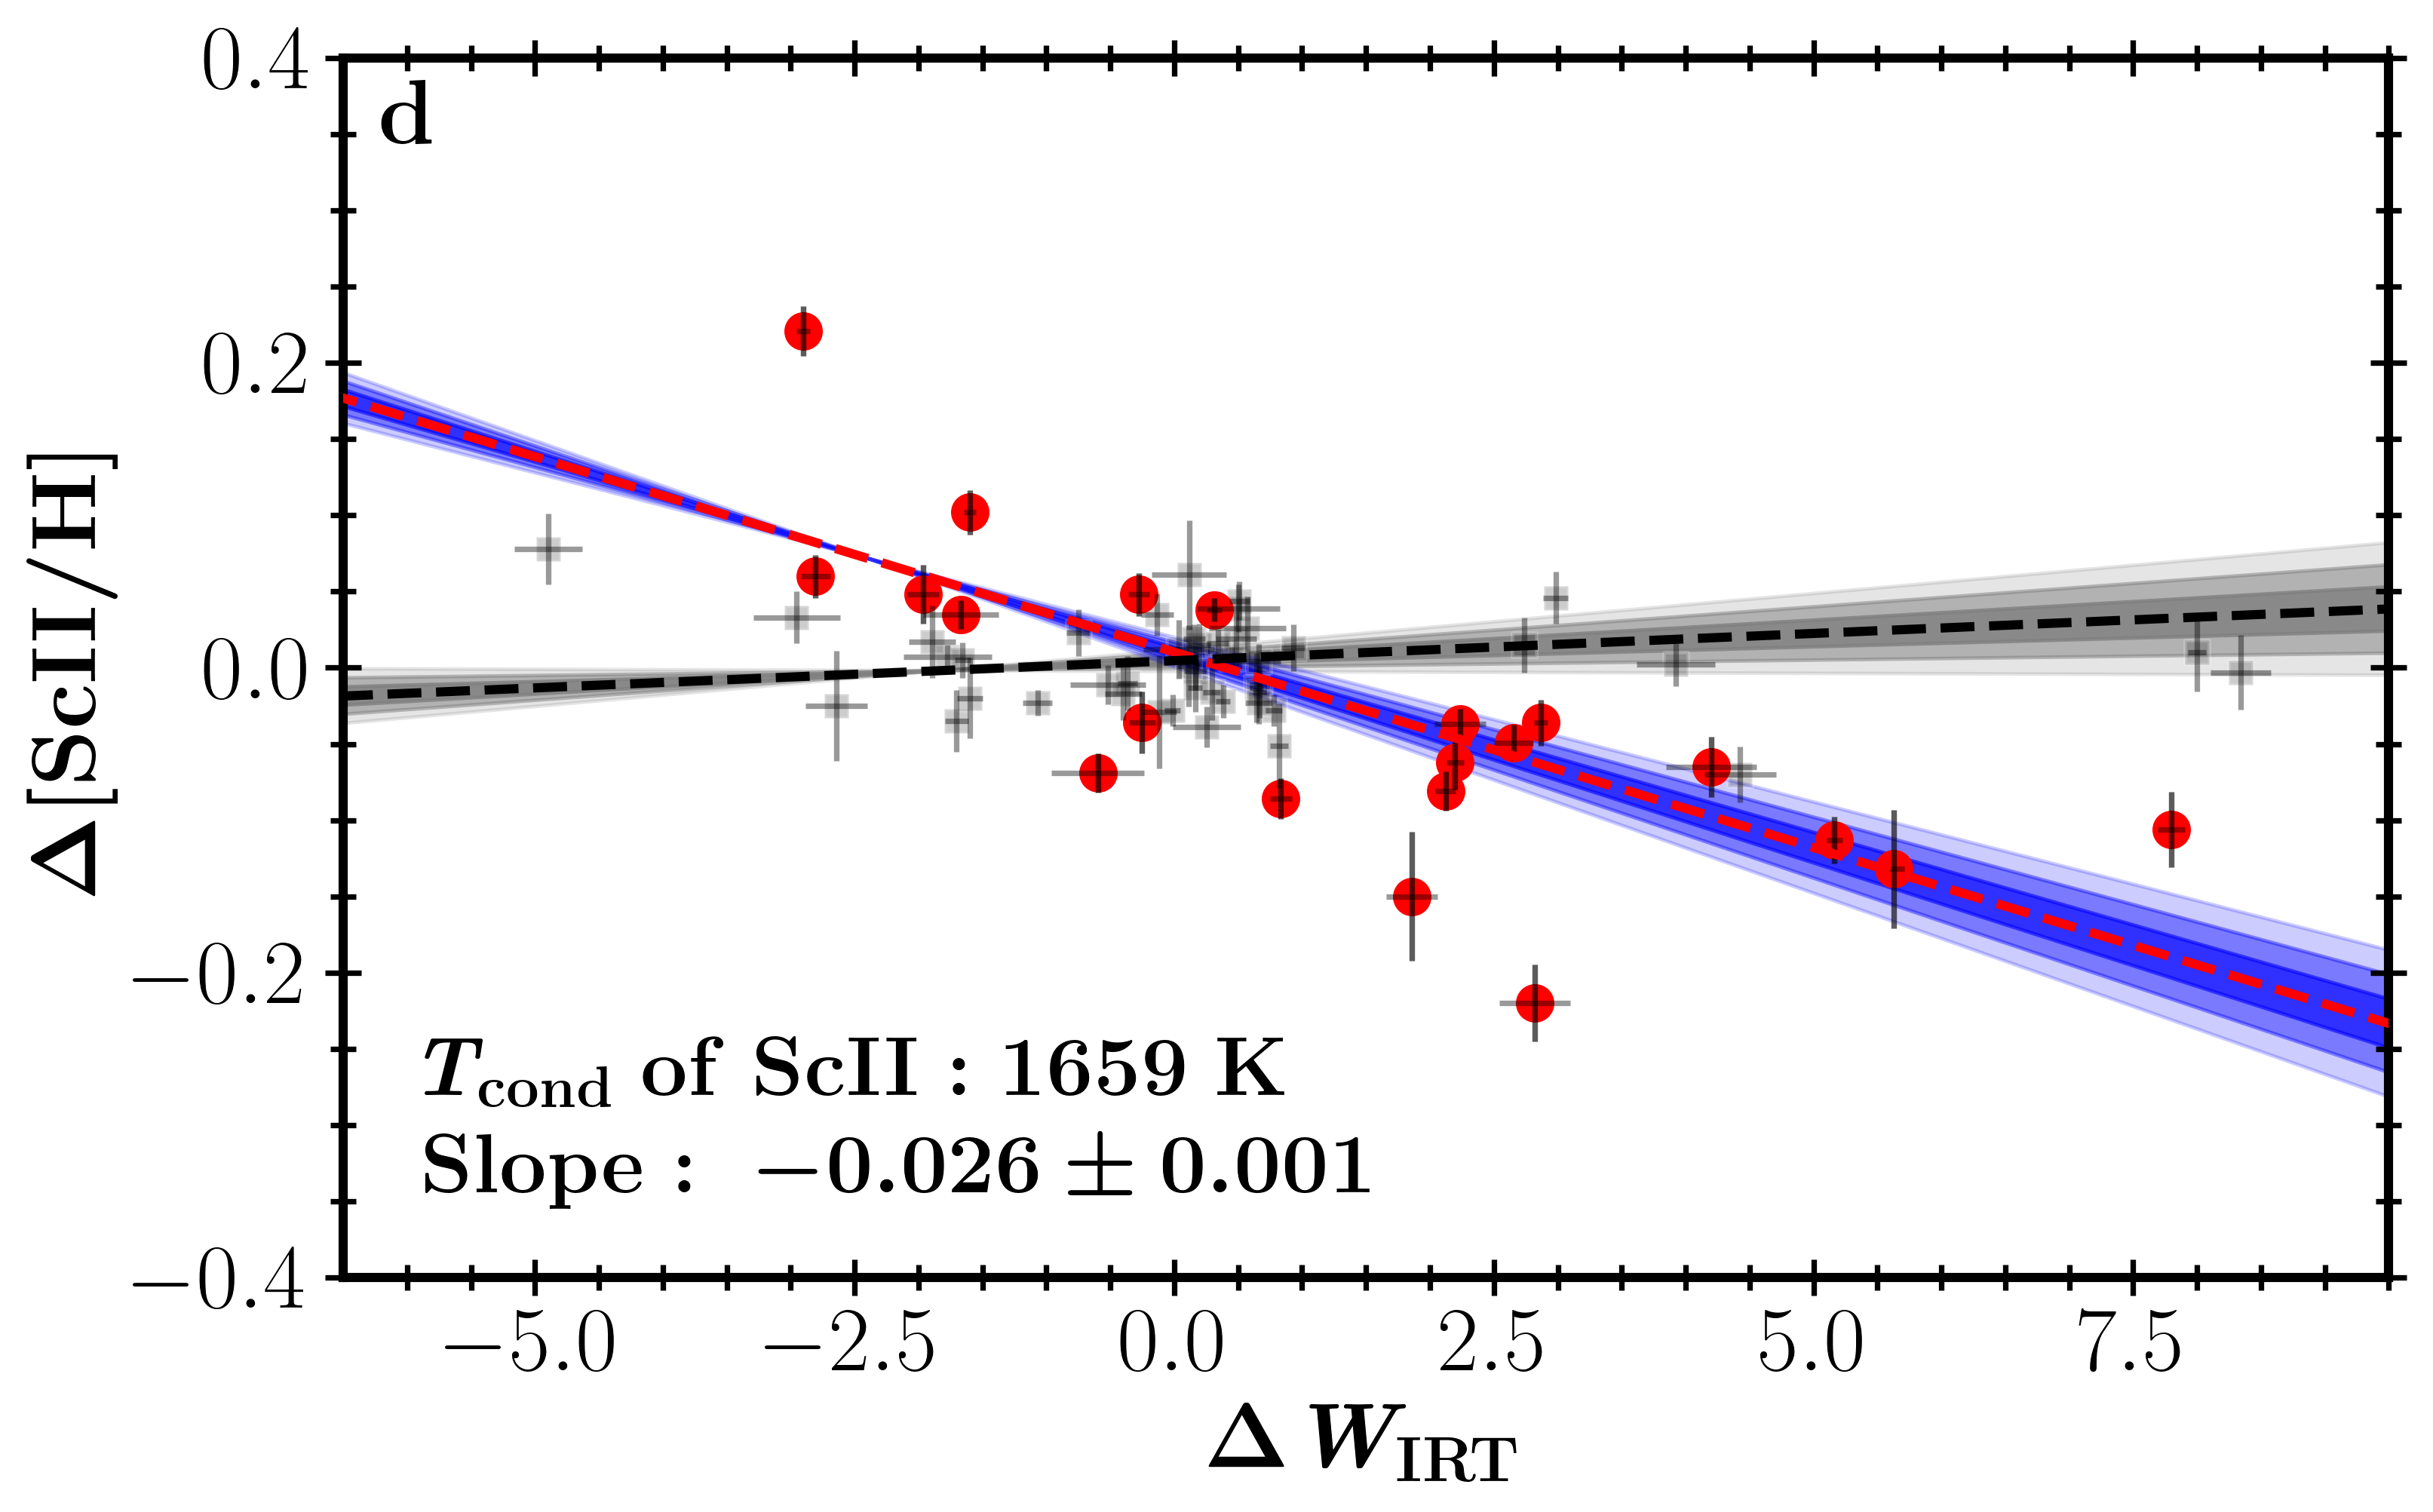 d
0.4
0.2
0.0
−0.2
−0.4
Δ[ScII/H]
T_cond of ScII : 1659 K
Slope : −0.026 ± 0.001
−5.0 −2.5 0.0 2.5 5.0 7.5
Δ W_IRT